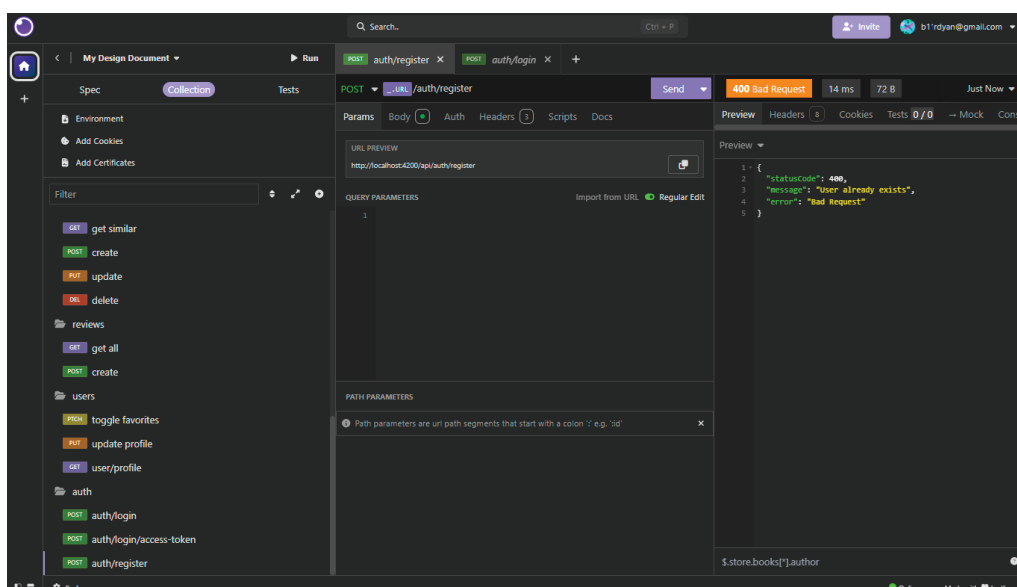 Search..
Ctrl + P
Invite
b1'rdyan@gmail.com
My Design Document
Run
POST auth/register
POST auth/login
Spec
Collection
Tests
POST _.URL /auth/register
Send
400 Bad Request
14 ms
72 B
Just Now
Environment
Add Cookies
Add Certificates
Params
Body
Auth
Headers 3
Scripts
Docs
Preview
Headers 8
Cookies
Tests 0 / 0
→ Mock
Cons
URL PREVIEW
http://localhost:4200/api/auth/register
Preview
Filter
QUERY PARAMETERS
Import from URL
Regular Edit
1
1 {
2 "statusCode": 400,
3 "message": "User already exists",
4 "error": "Bad Request"
5 }
GET get similar
POST create
PUT update
DEL delete
reviews
GET get all
POST create
users
PTCH toggle favorites
PUT update profile
GET user/profile
auth
POST auth/login
POST auth/login/access-token
POST auth/register
PATH PARAMETERS
Path parameters are url path segments that start with a colon ':' e.g. ':id'
$.store.books[*].author